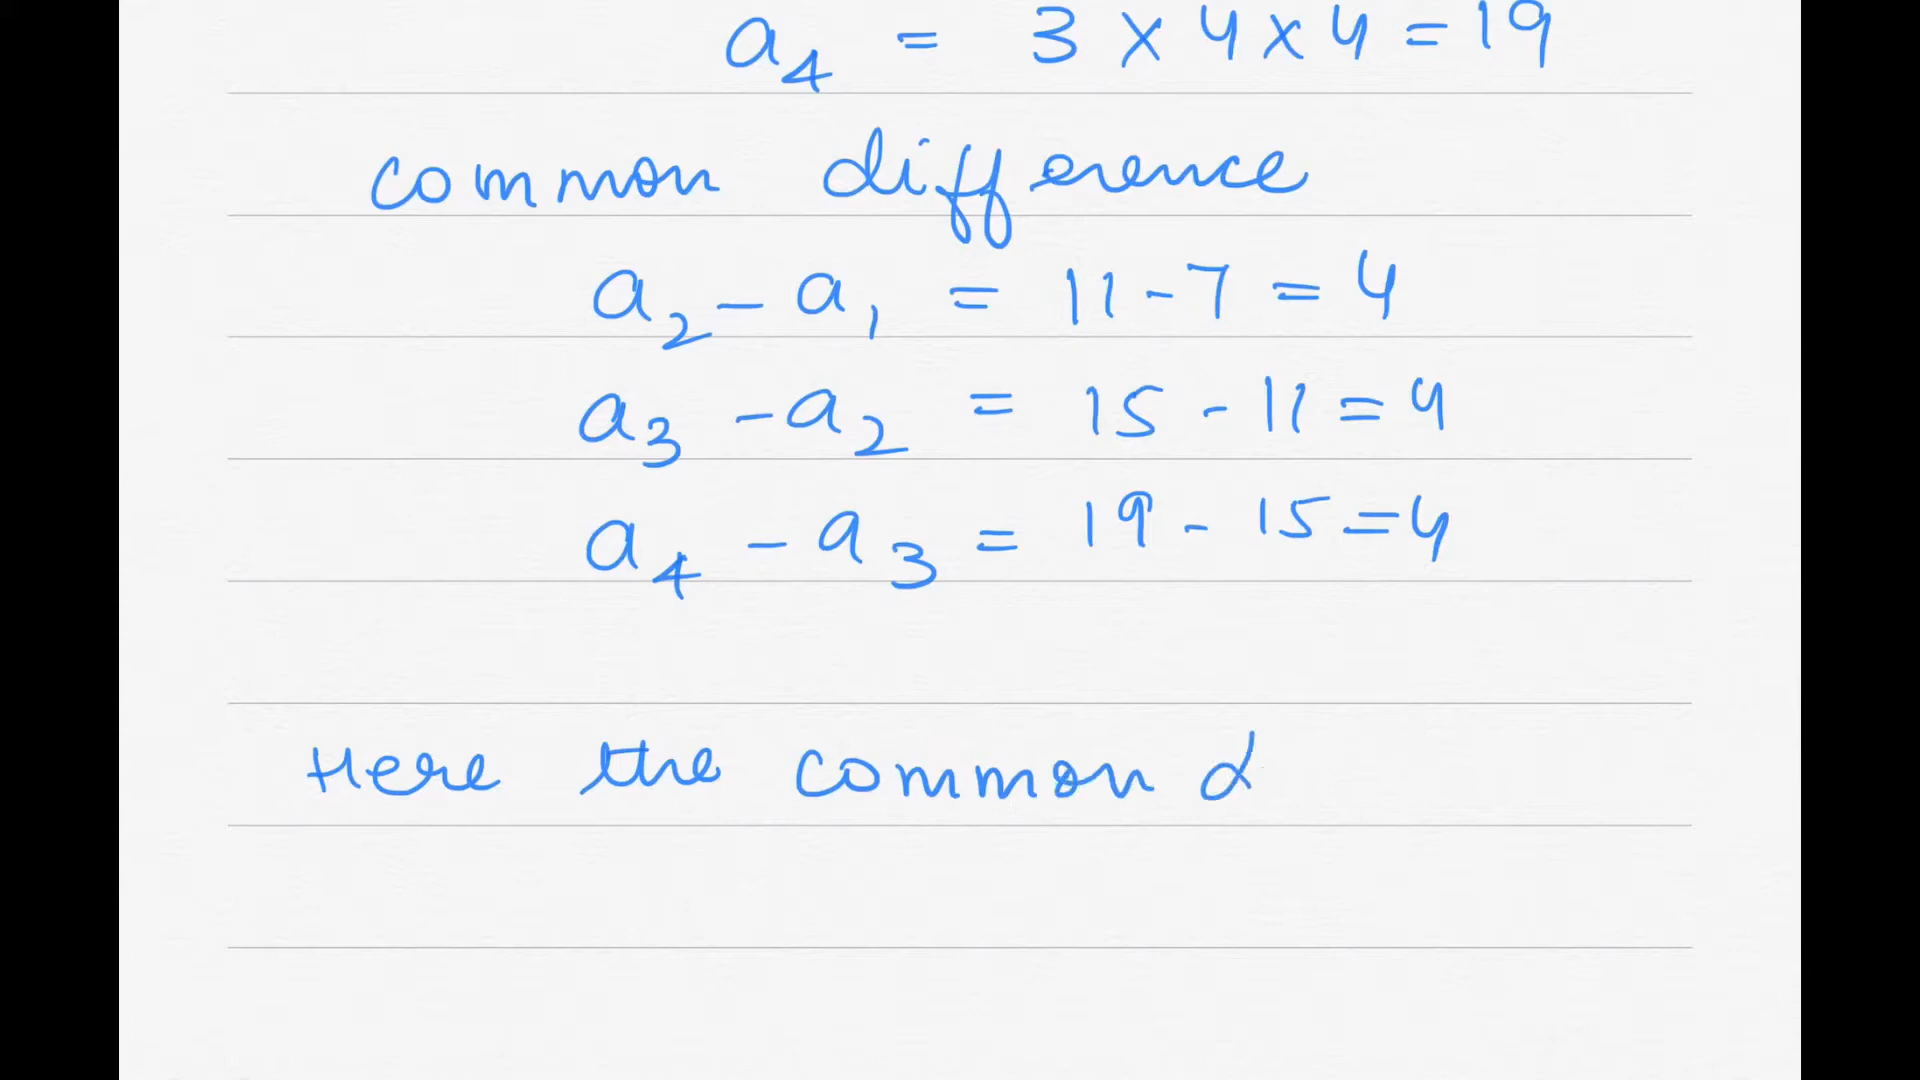 a₄ = 3 × 4 × 4 = 19
common difference
a₂ - a₁ = 11 - 7 = 4
a₃ - a₂ = 15 - 11 = 4
a₄ - a₃ = 19 - 15 = 4
Here the common d